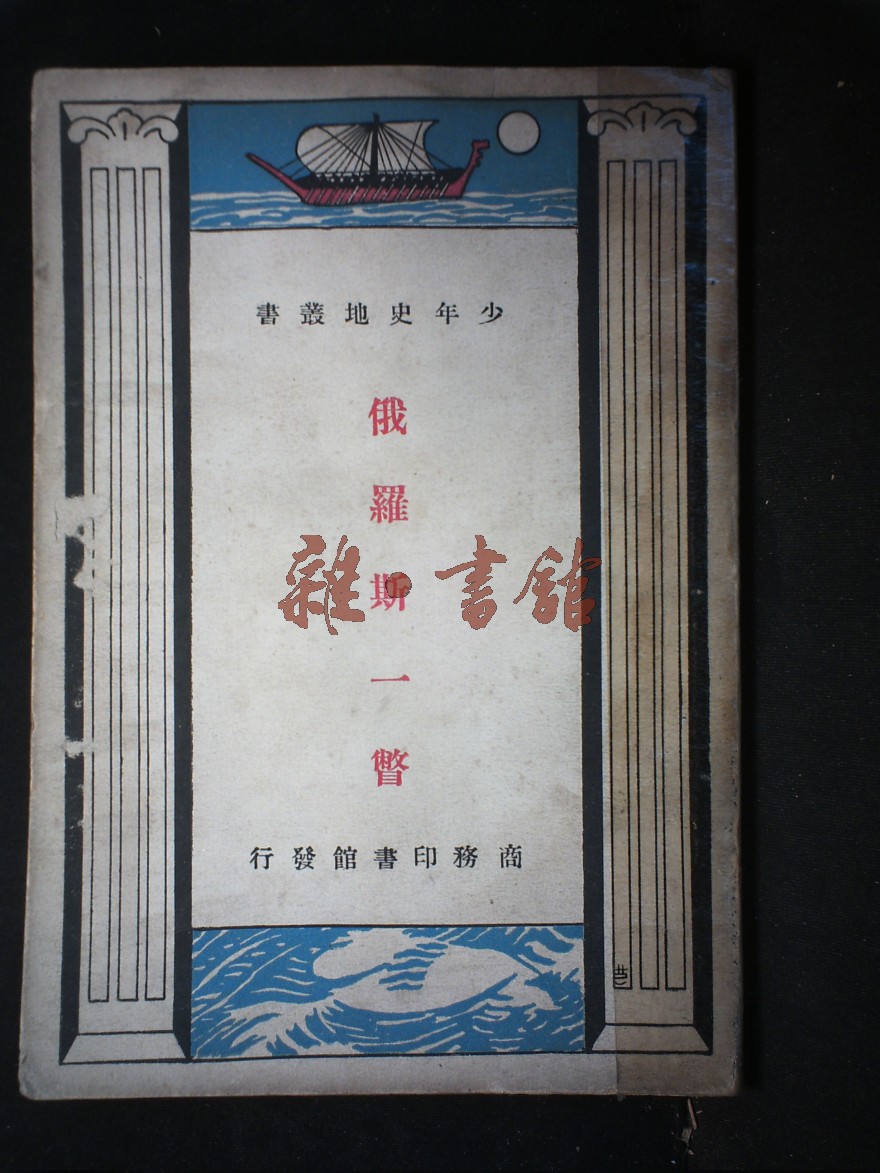 少年史地叢書
俄羅斯一瞥
雜·書館
商務印書館發行